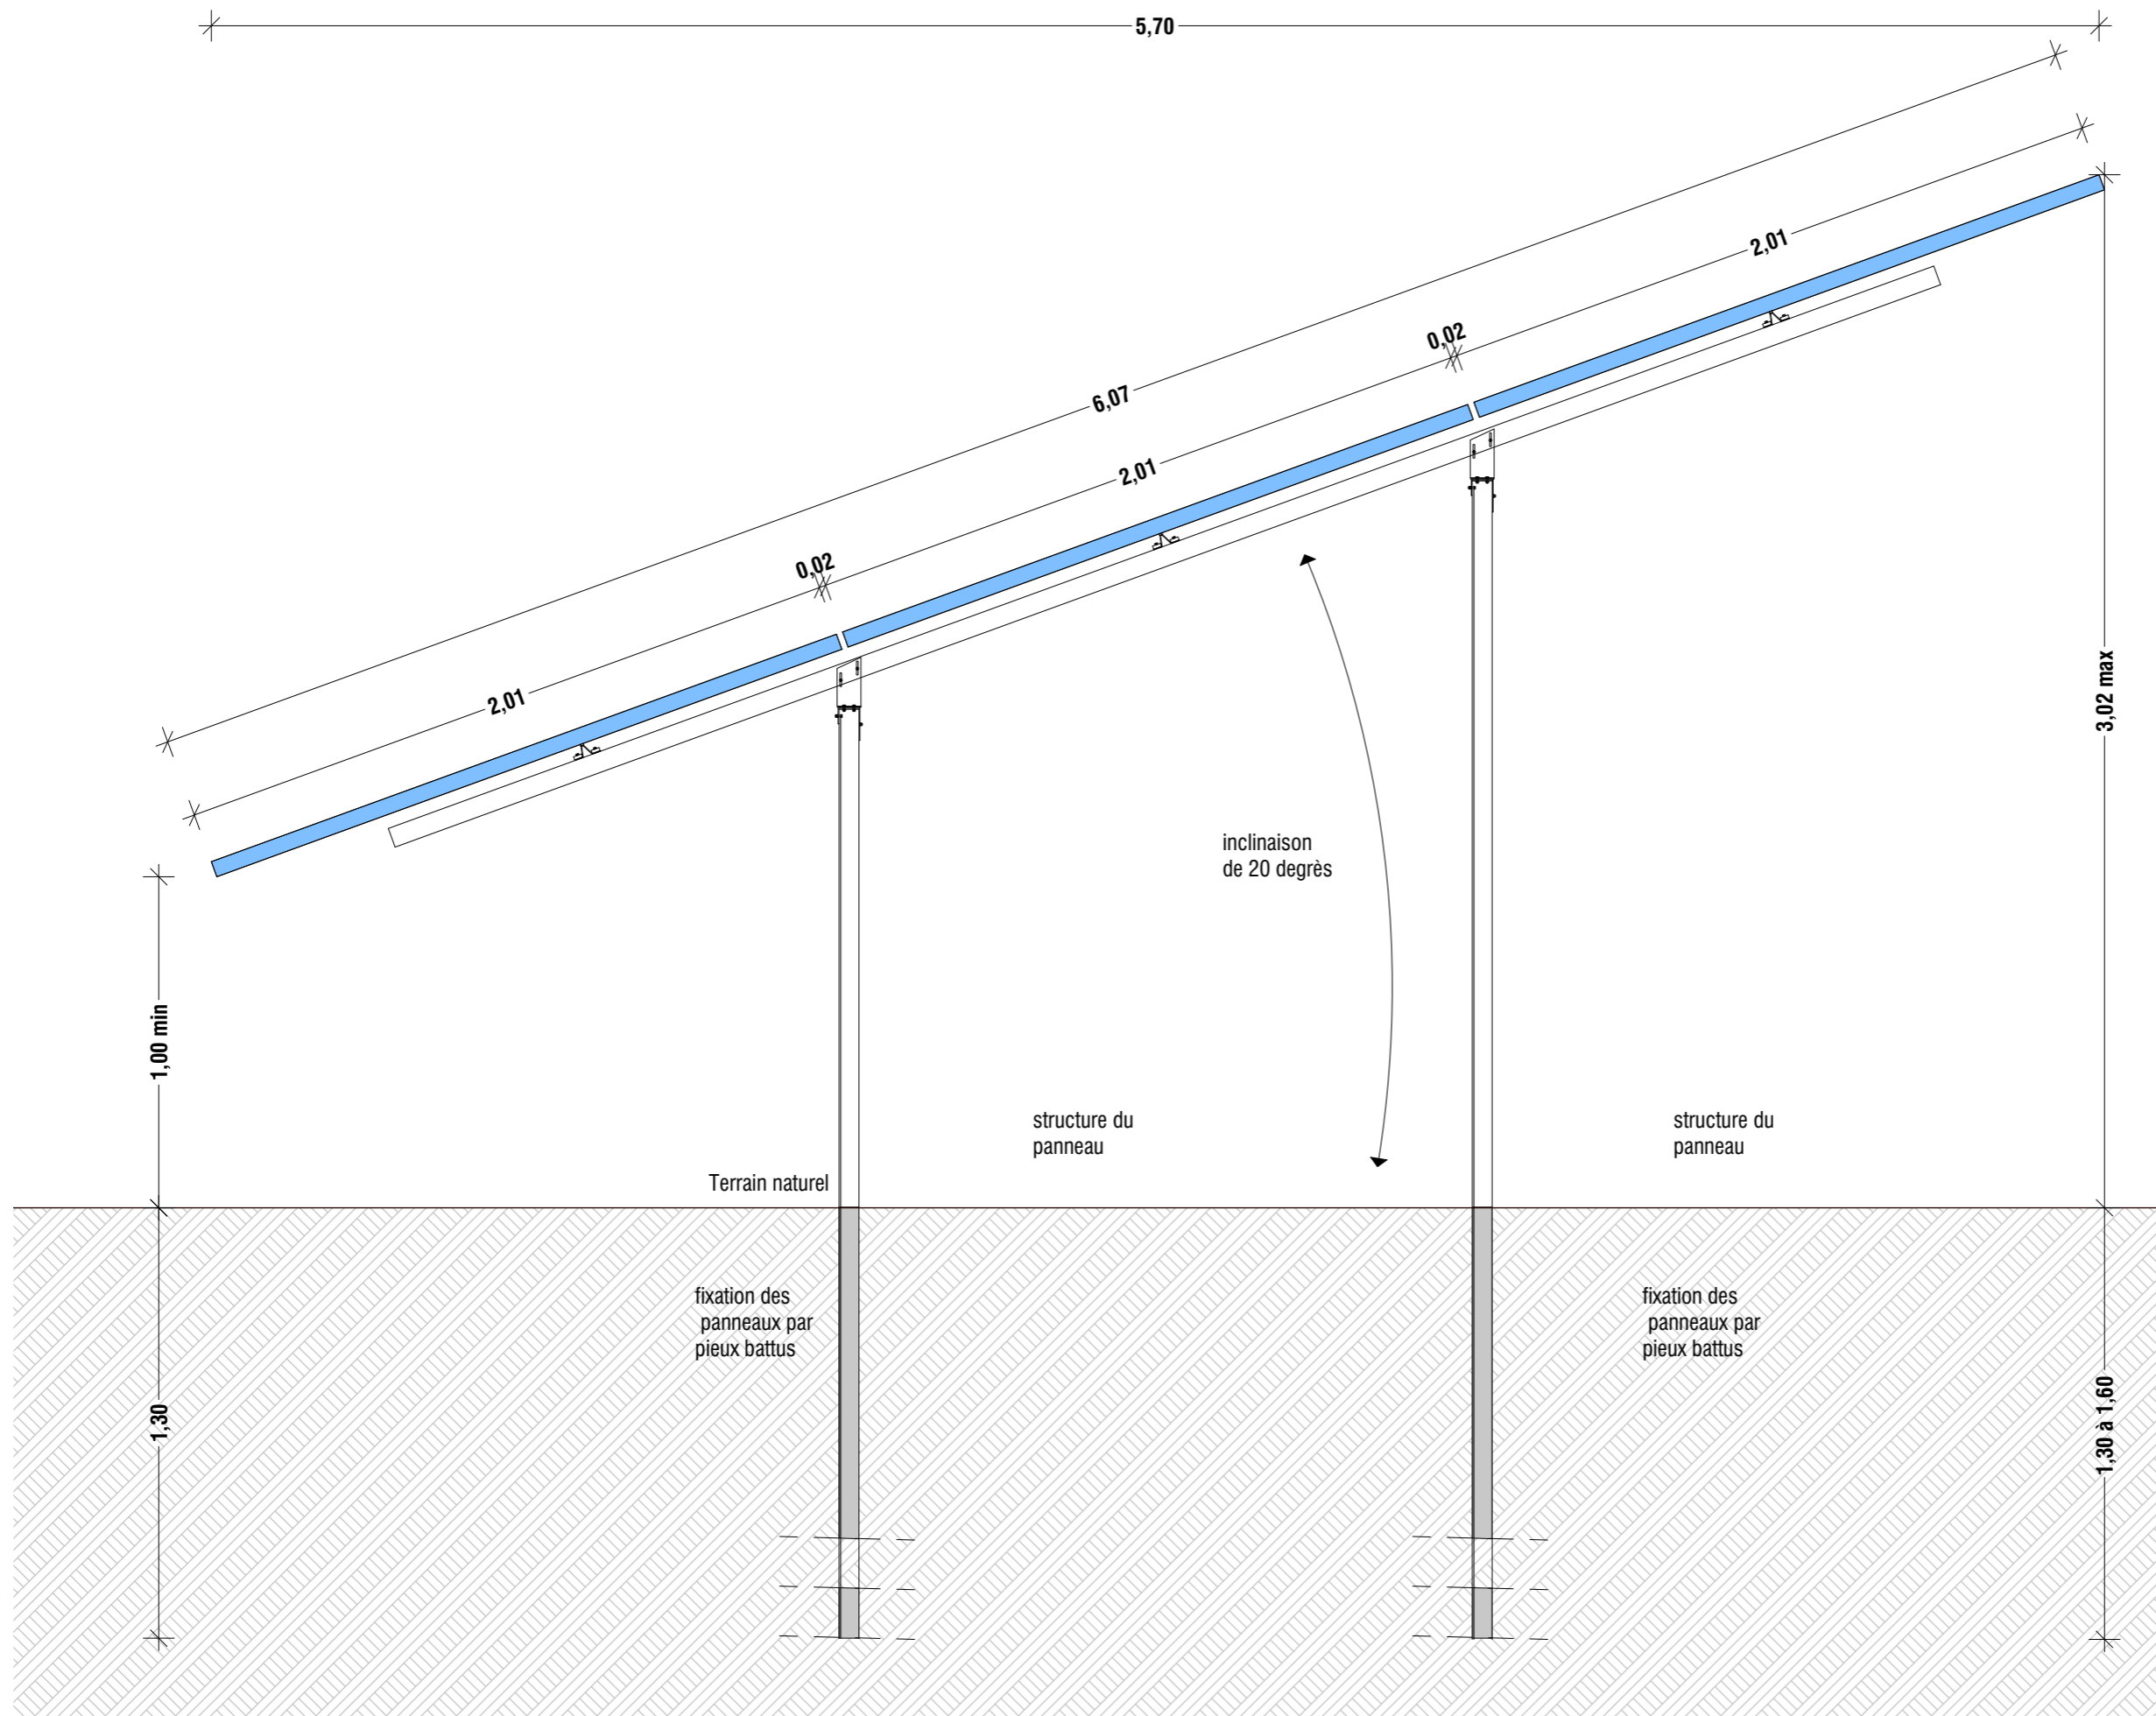 5,70
2,01
0,02
6,07
2,01
0,02
2,01
3,02 max
inclinaison
de 20 degrès
1,00 min
structure du
panneau
structure du
panneau
Terrain naturel
fixation des
panneaux par
pieux battus
fixation des
panneaux par
pieux battus
1,30
1,30 à 1,60